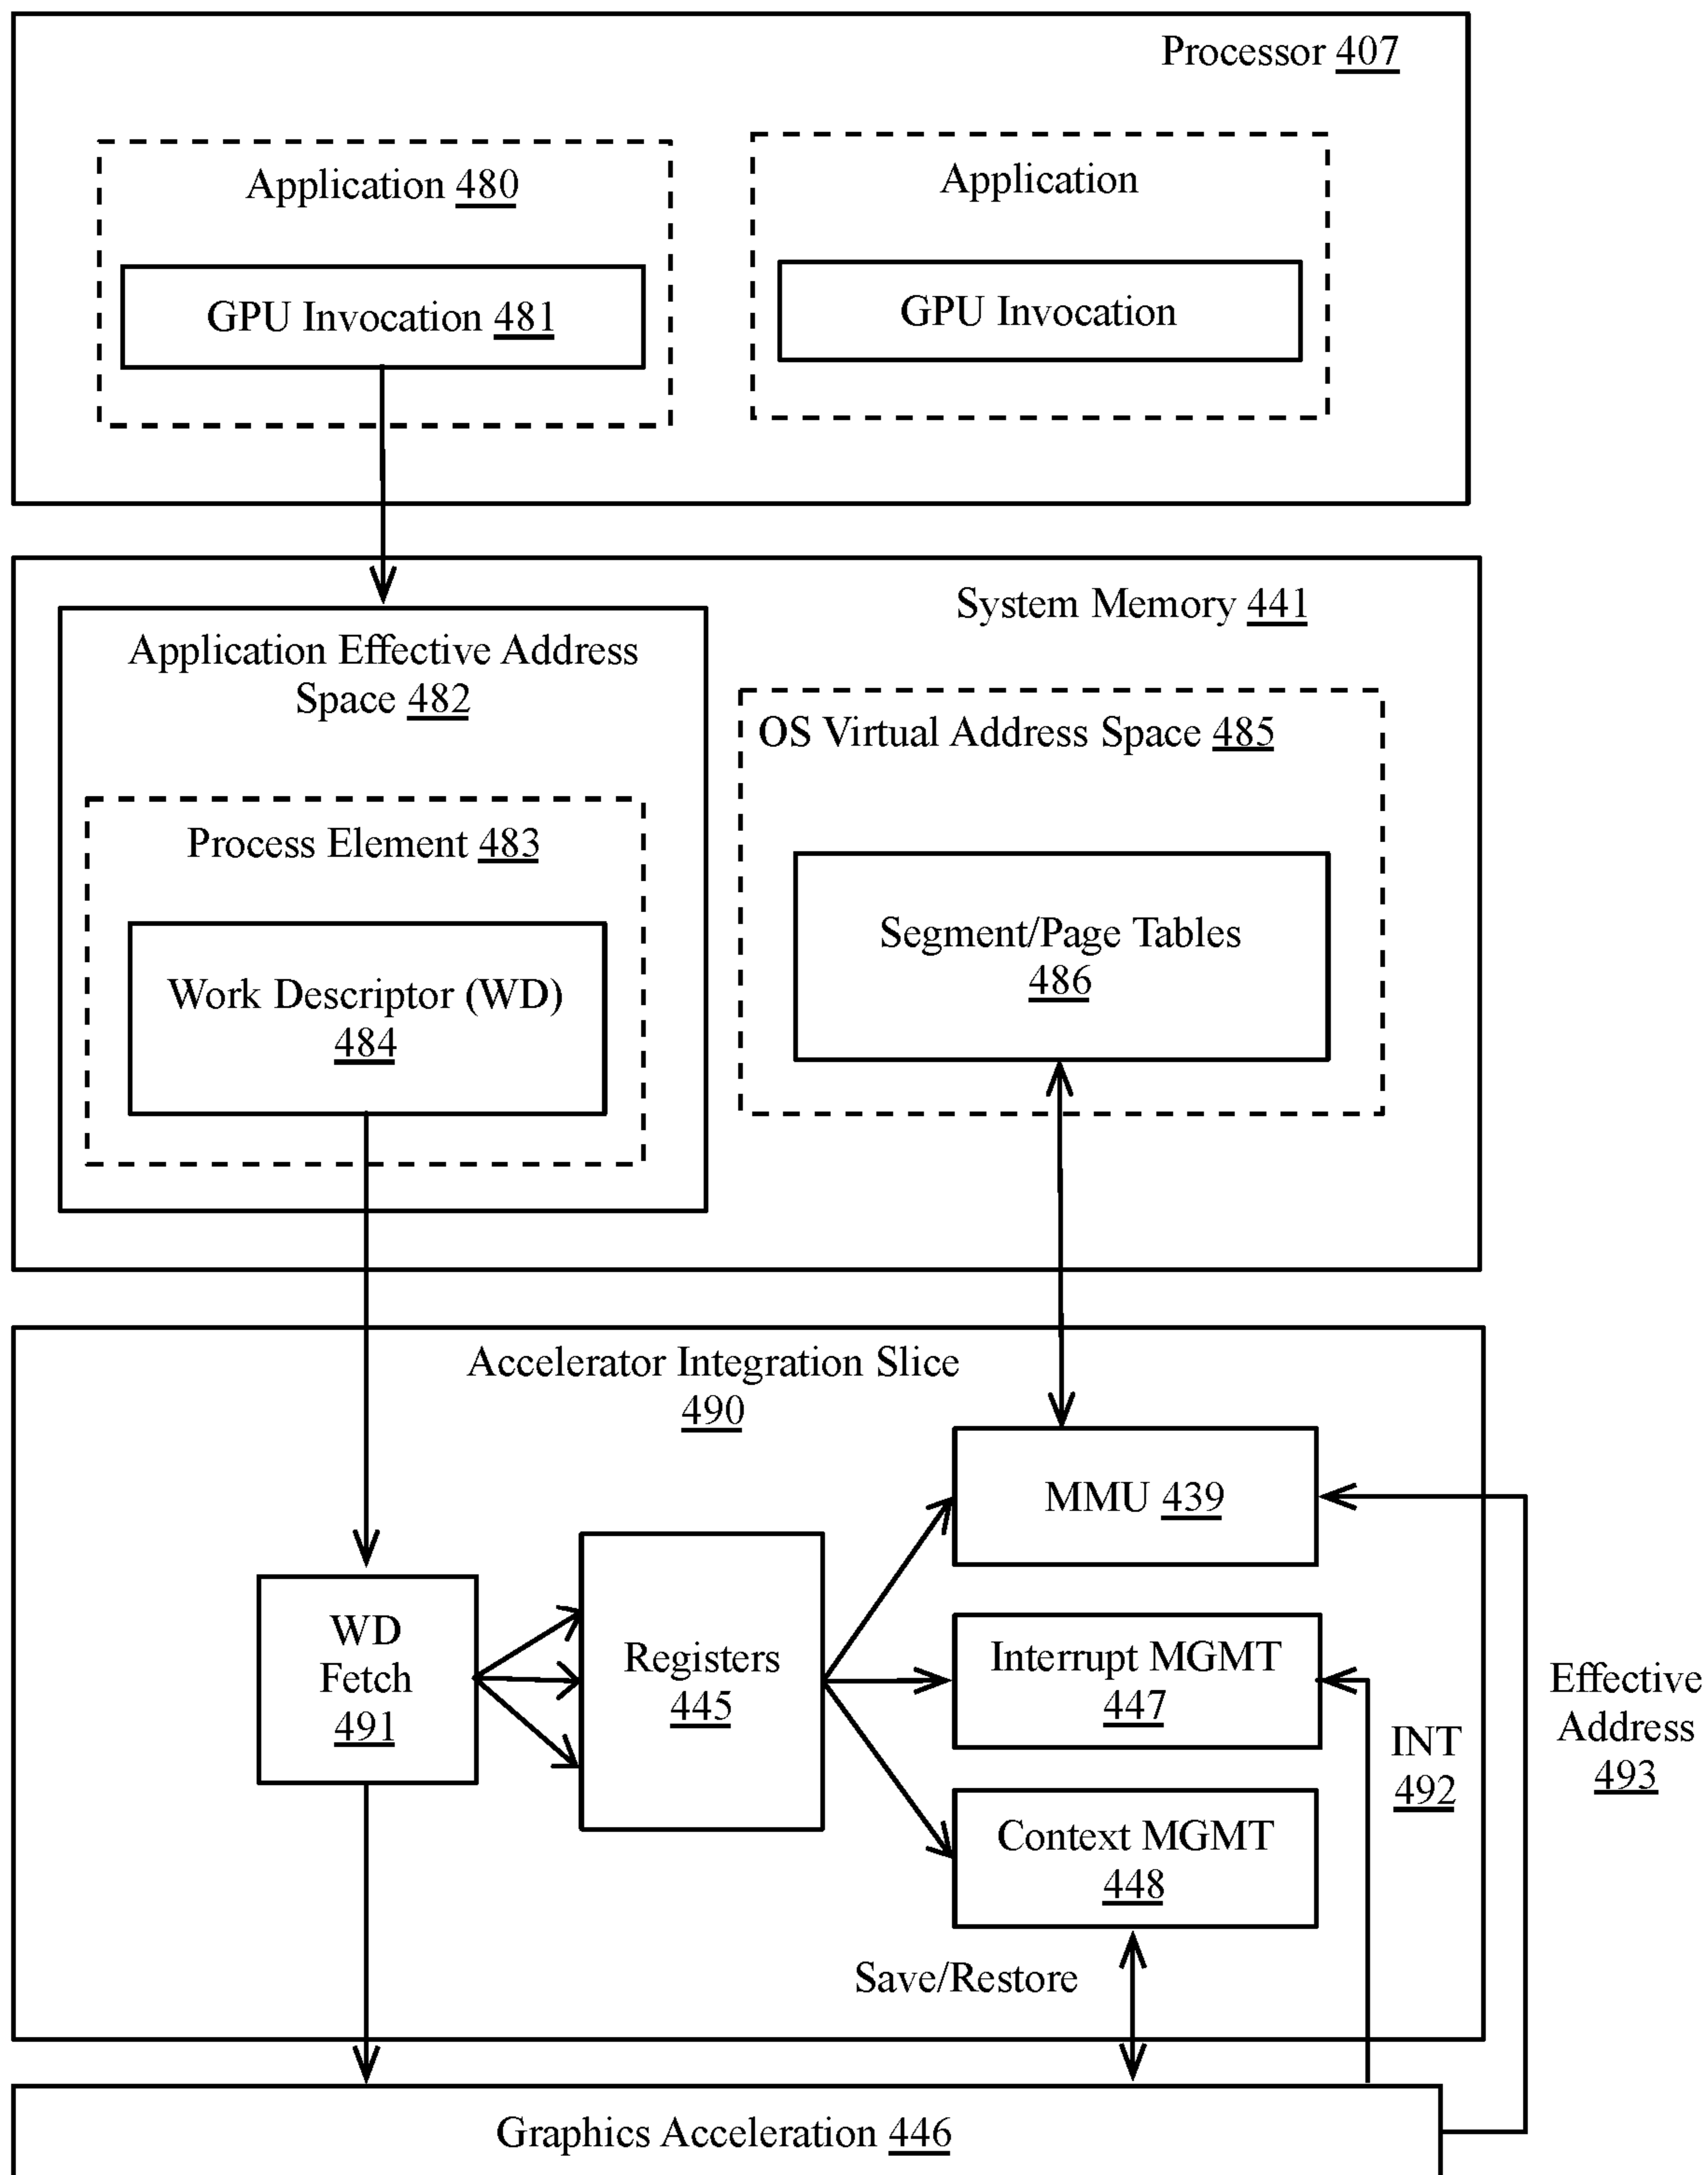 Processor 407
Application 480
GPU Invocation 481
Application
GPU Invocation
System Memory 441
Application Effective Address
Space 482
Process Element 483
Work Descriptor (WD)
484
OS Virtual Address Space 485
Segment/Page Tables
486
Accelerator Integration Slice
490
WD
Fetch
491
Registers
445
MMU 439
Interrupt MGMT
447
Context MGMT
448
Save/Restore
INT
492
Effective
Address
493
Graphics Acceleration 446